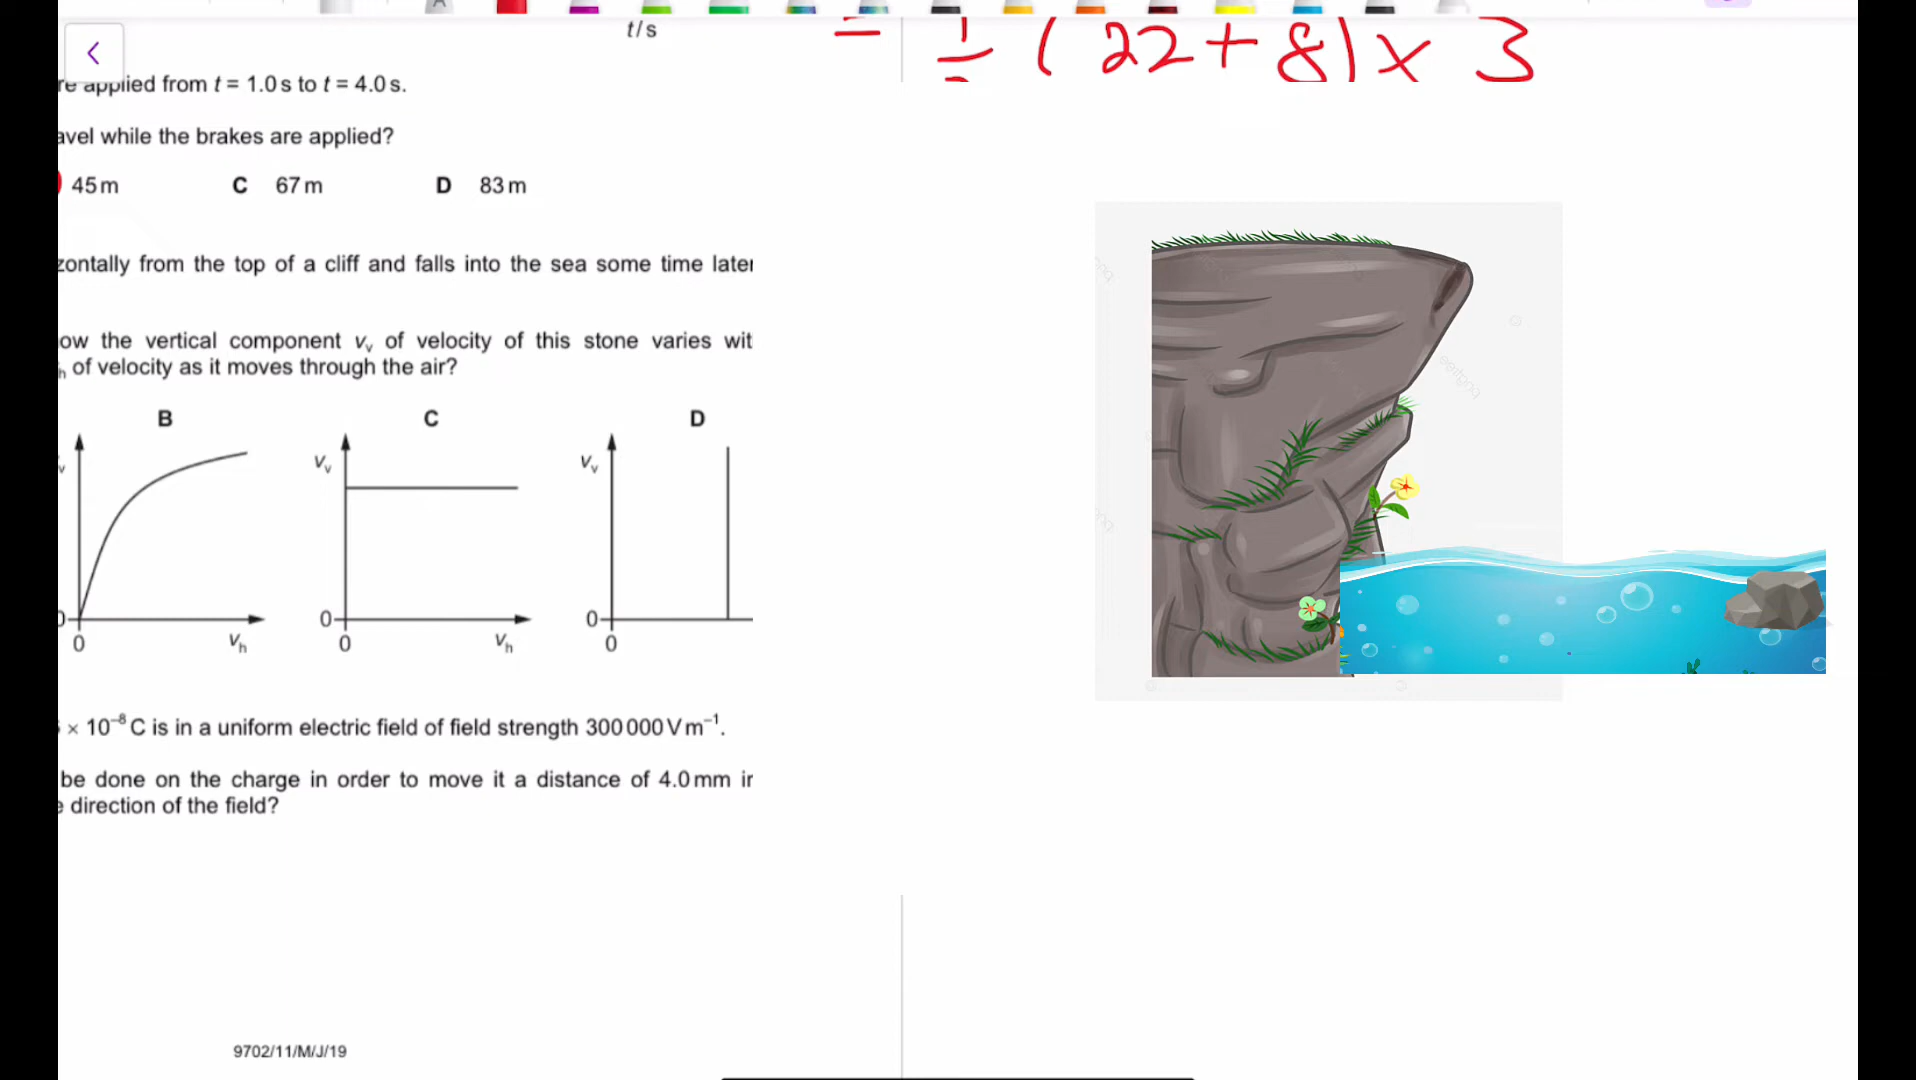 t/s
= 1 ( 22 + 8 ) × 3
re applied from t = 1.0 s to t = 4.0 s.
avel while the brakes are applied?
45 m C 67 m D 83 m
zontally from the top of a cliff and falls into the sea some time later
ow the vertical component vᵥ of velocity of this stone varies wit
h of velocity as it moves through the air?
B C D
v vᵥ vᵥ
0 0 0
0 vₕ 0 vₕ 0
× 10⁻⁸ C is in a uniform electric field of field strength 300 000 V m⁻¹.
be done on the charge in order to move it a distance of 4.0 mm in
e direction of the field?
9702/11/M/J/19